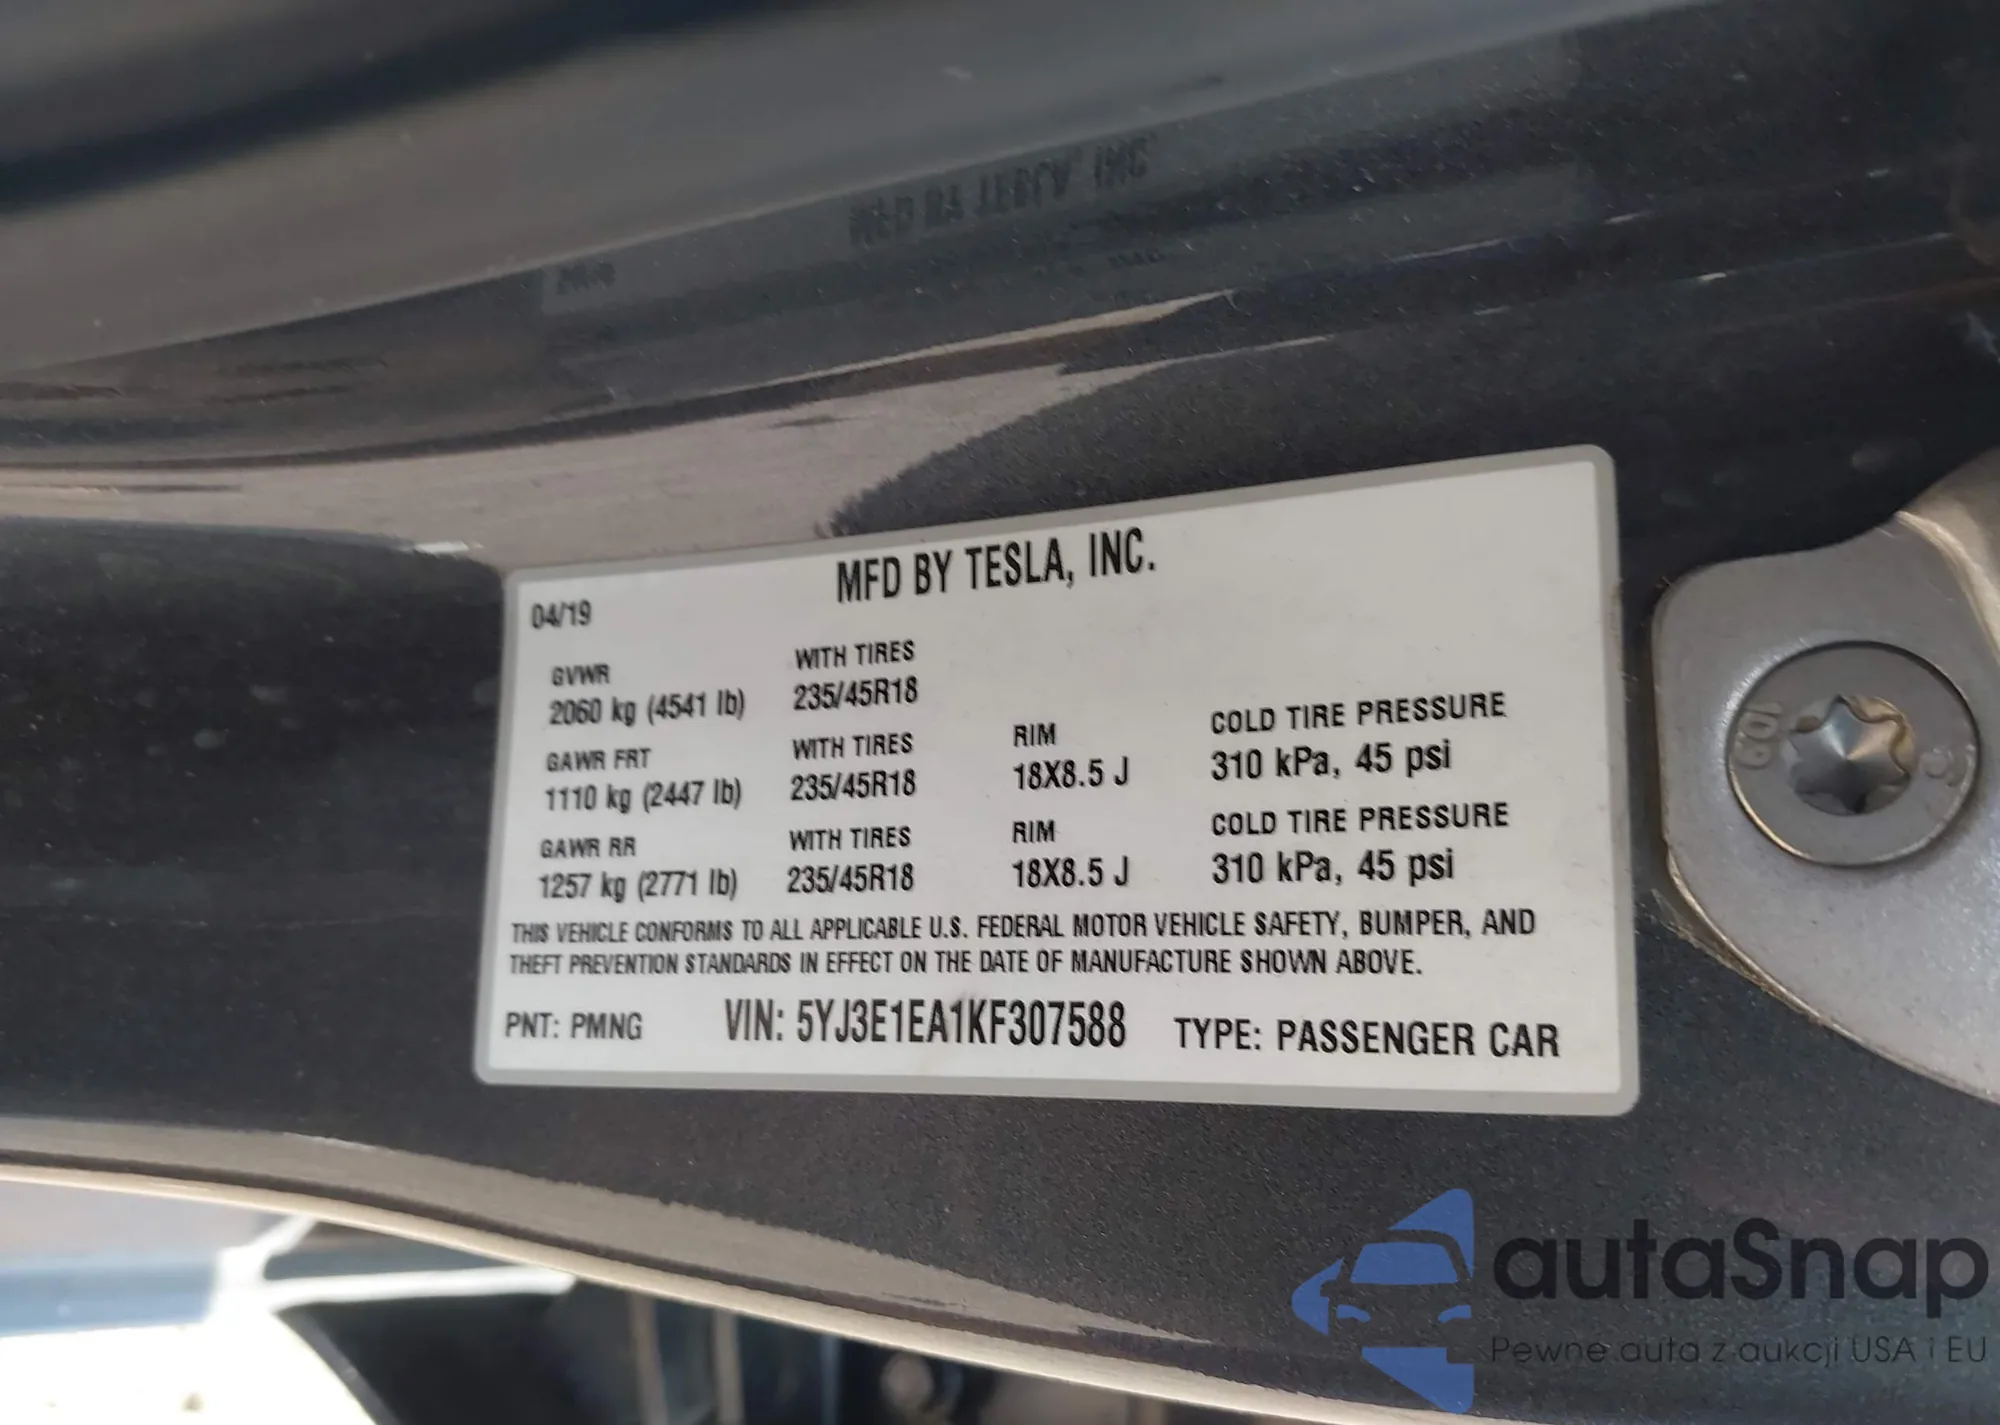 MFD BY TESLA, INC.
04/19
GVWR WITH TIRES
2060 kg (4541 lb) 235/45R18
GAWR FRT WITH TIRES RIM COLD TIRE PRESSURE
1110 kg (2447 lb) 235/45R18 18X8.5 J 310 kPa, 45 psi
GAWR RR WITH TIRES RIM COLD TIRE PRESSURE
1257 kg (2771 lb) 235/45R18 18X8.5 J 310 kPa, 45 psi
THIS VEHICLE CONFORMS TO ALL APPLICABLE U.S. FEDERAL MOTOR VEHICLE SAFETY, BUMPER, AND
THEFT PREVENTION STANDARDS IN EFFECT ON THE DATE OF MANUFACTURE SHOWN ABOVE.
PNT: PMNG VIN: 5YJ3E1EA1KF307588 TYPE: PASSENGER CAR
autaSnap
Pewne auta z aukcji USA i EU